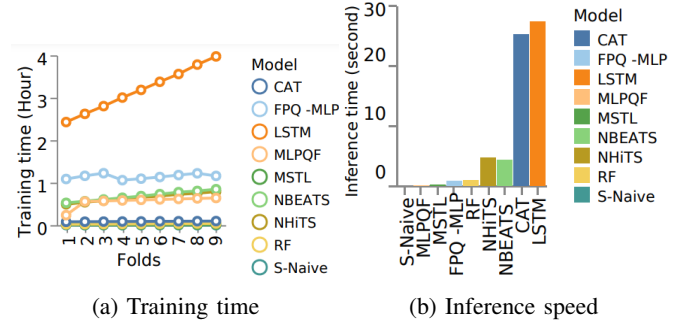 Training time (Hour)
4
3
2
1
0
1 2 3 4 5 6 7 8 9
Folds
Model
CAT
FPQ -MLP
LSTM
MLPQF
MSTL
NBEATS
NHiTS
RF
S-Naive
(a) Training time
Inference time (second)
30
20
10
0
S-Naive
MLPQF
MSTL
FPQ -MLP
RF
NHiTS
NBEATS
CAT
LSTM
Model
CAT
FPQ -MLP
LSTM
MLPQF
MSTL
NBEATS
NHiTS
RF
S-Naive
(b) Inference speed